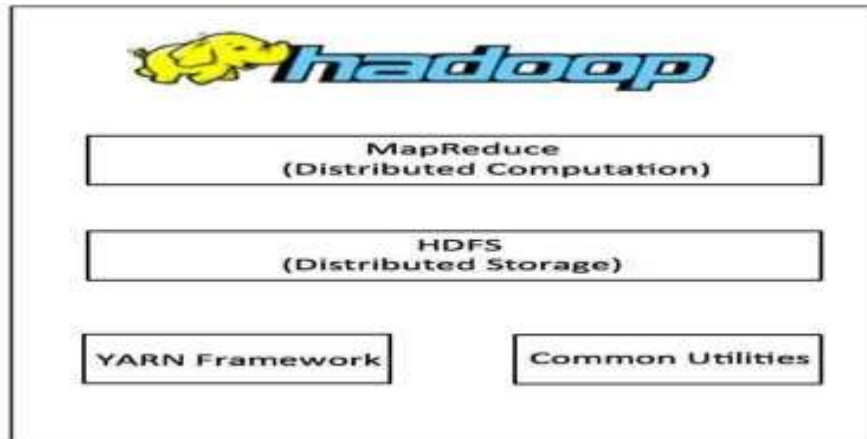 hadoop
MapReduce
(Distributed Computation)
HDFS
(Distributed Storage)
YARN Framework
Common Utilities